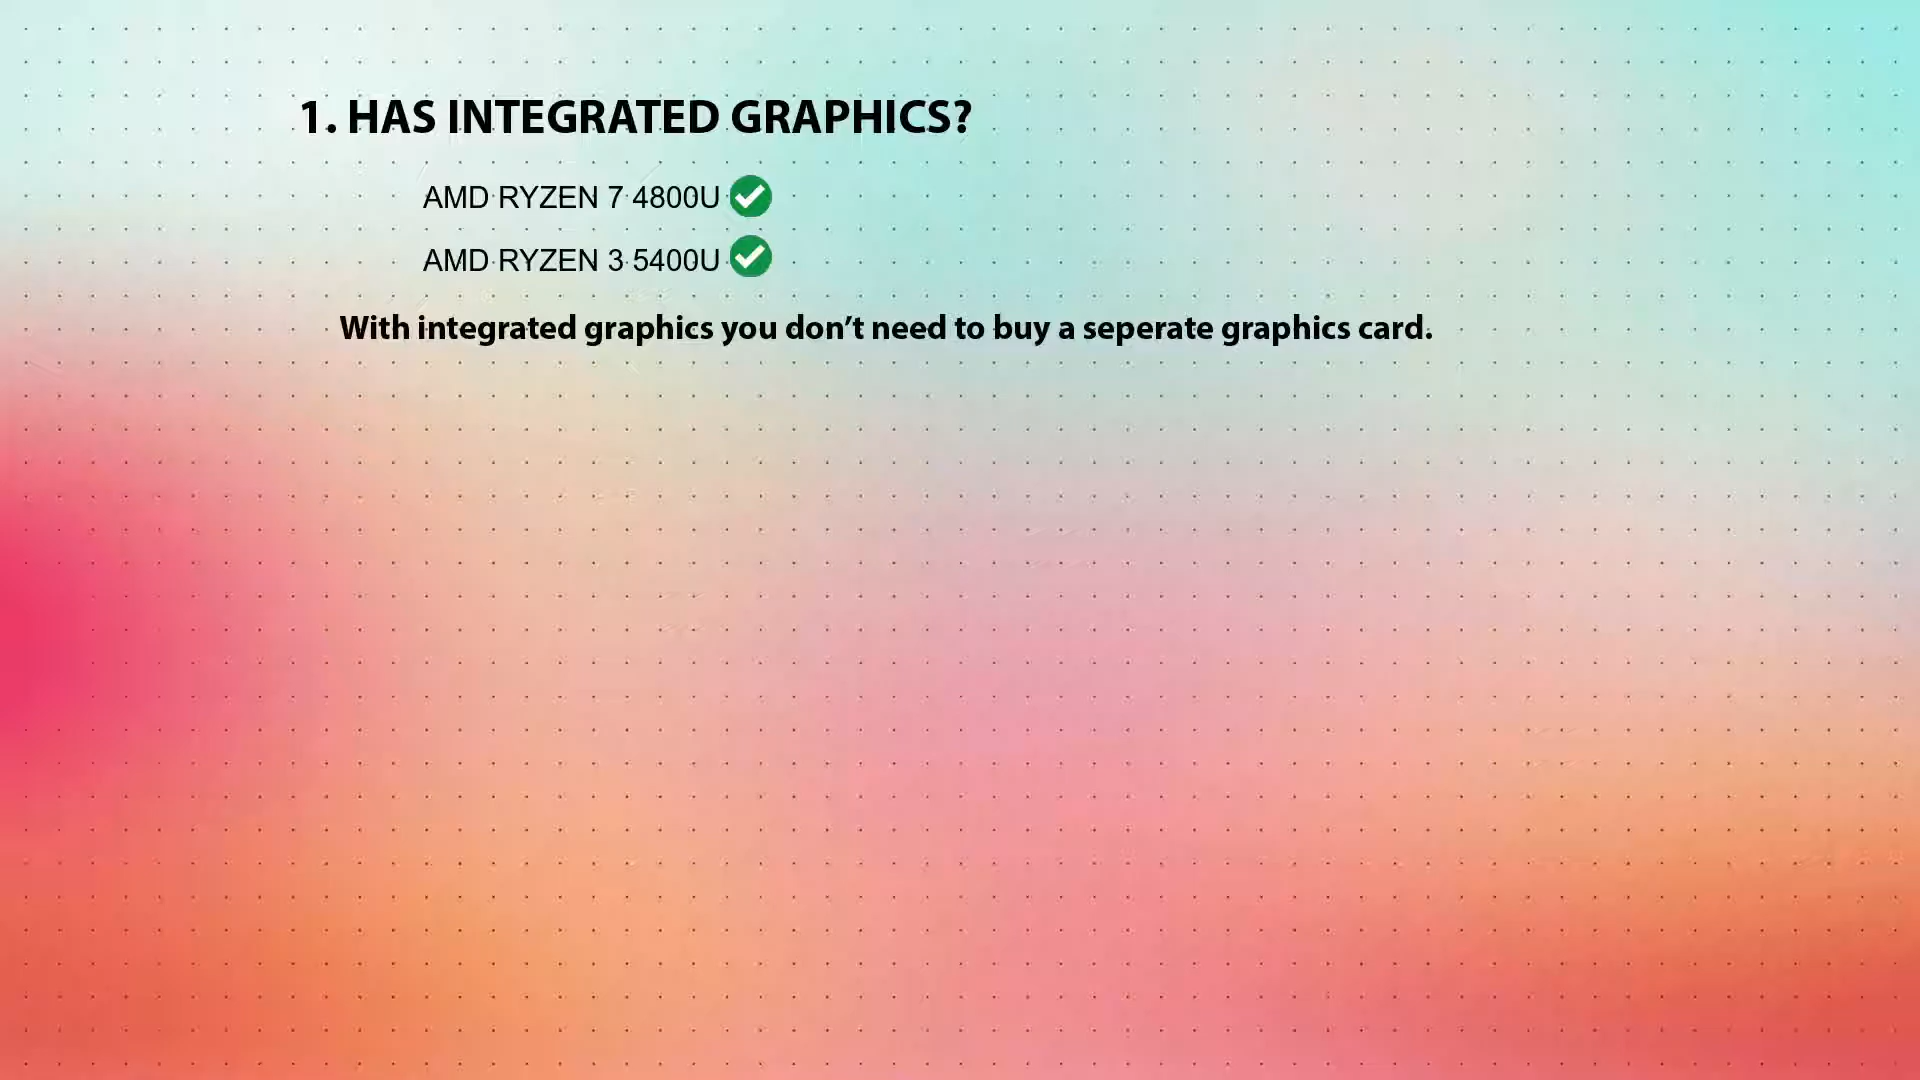 1. HAS INTEGRATED GRAPHICS?
AMD RYZEN 7 4800U
AMD RYZEN 3 5400U
With integrated graphics you don’t need to buy a seperate graphics card.